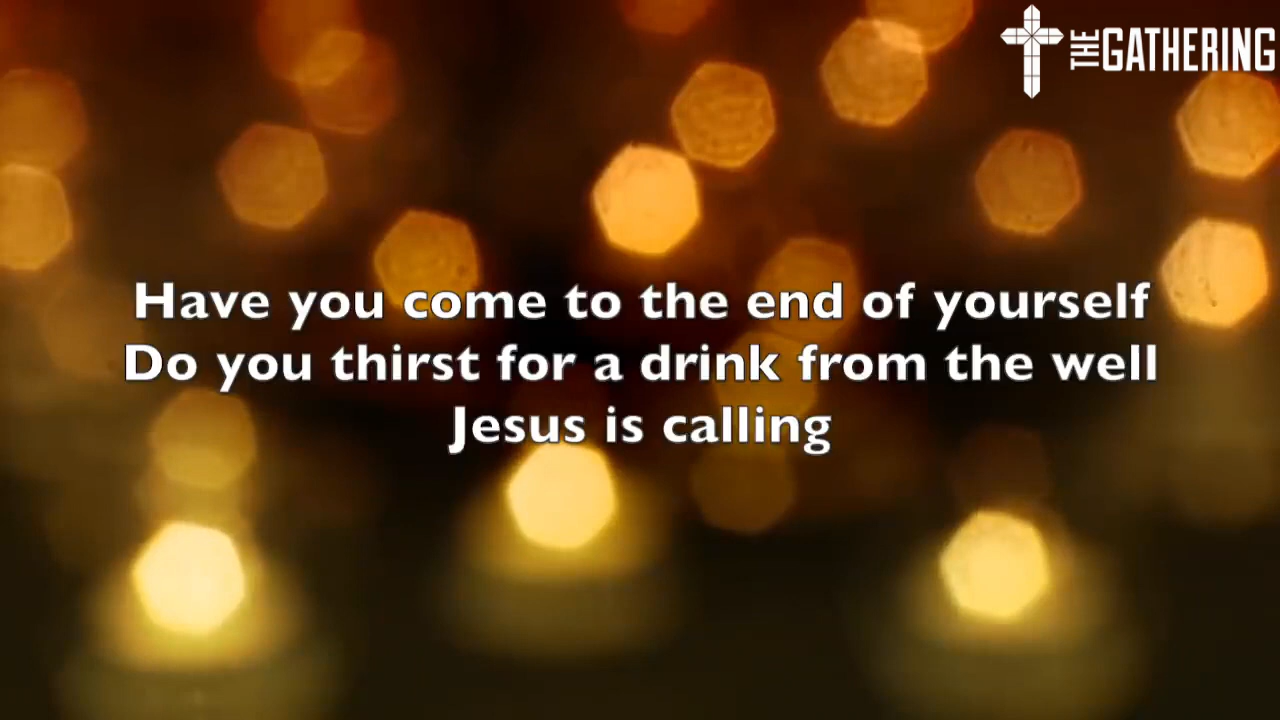 THE GATHERING
Have you come to the end of yourself
Do you thirst for a drink from the well
Jesus is calling